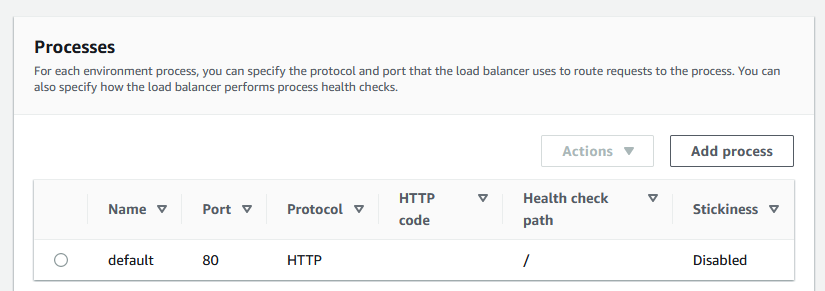 Processes
For each environment process, you can specify the protocol and port that the load balancer uses to route requests to the process. You can
also specify how the load balancer performs process health checks.
Actions Add process
Name Port Protocol HTTP code Health check path Stickiness
default 80 HTTP / Disabled